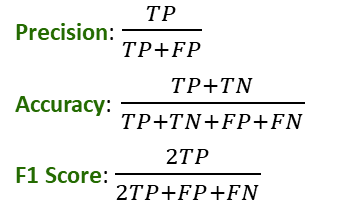 Precision: TP / TP+FP
Accuracy: TP+TN / TP+TN+FP+FN
F1 Score: 2TP / 2TP+FP+FN